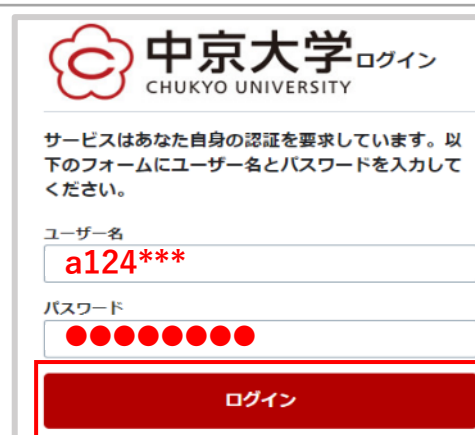 中京大学ログイン
CHUKYO UNIVERSITY
サービスはあなた自身の認証を要求しています。以
下のフォームにユーザー名とパスワードを入力して
ください。
ユーザー名
a124***
パスワード
●●●●●●●●
ログイン